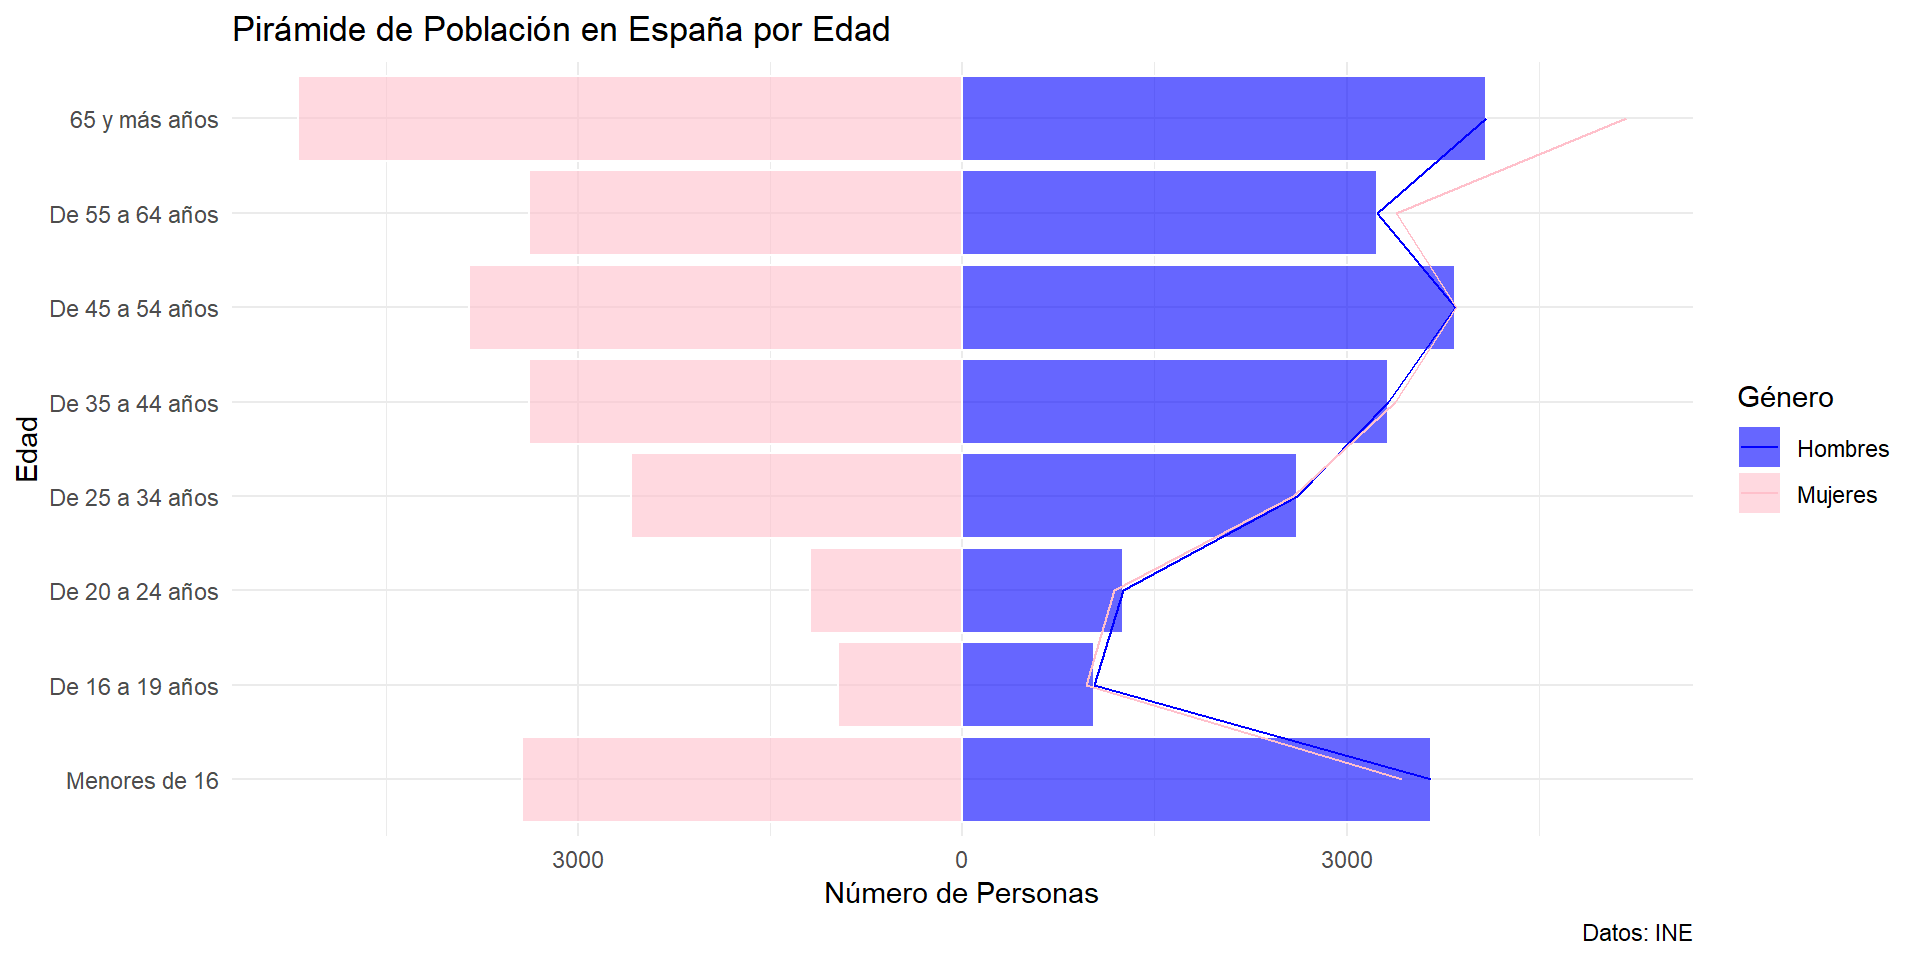 Pirámide de Población en España por Edad
65 y más años
De 55 a 64 años
De 45 a 54 años
De 35 a 44 años
De 25 a 34 años
De 20 a 24 años
De 16 a 19 años
Menores de 16
Edad
3000
0
3000
Número de Personas
Género
Hombres
Mujeres
Datos: INE